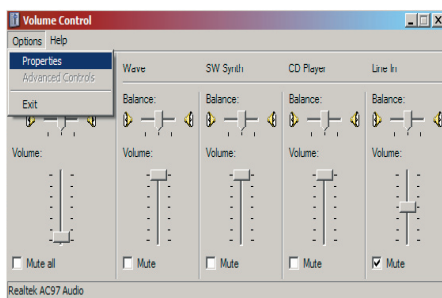 Volume Control
Options Help
Properties
Advanced Controls
Exit
Wave
SW Synth
CD Player
Line In
Balance:
Balance:
Balance:
Balance:
Volume:
Volume:
Volume:
Volume:
Volume:
Mute all
Mute
Mute
Mute
Mute
Realtek AC97 Audio